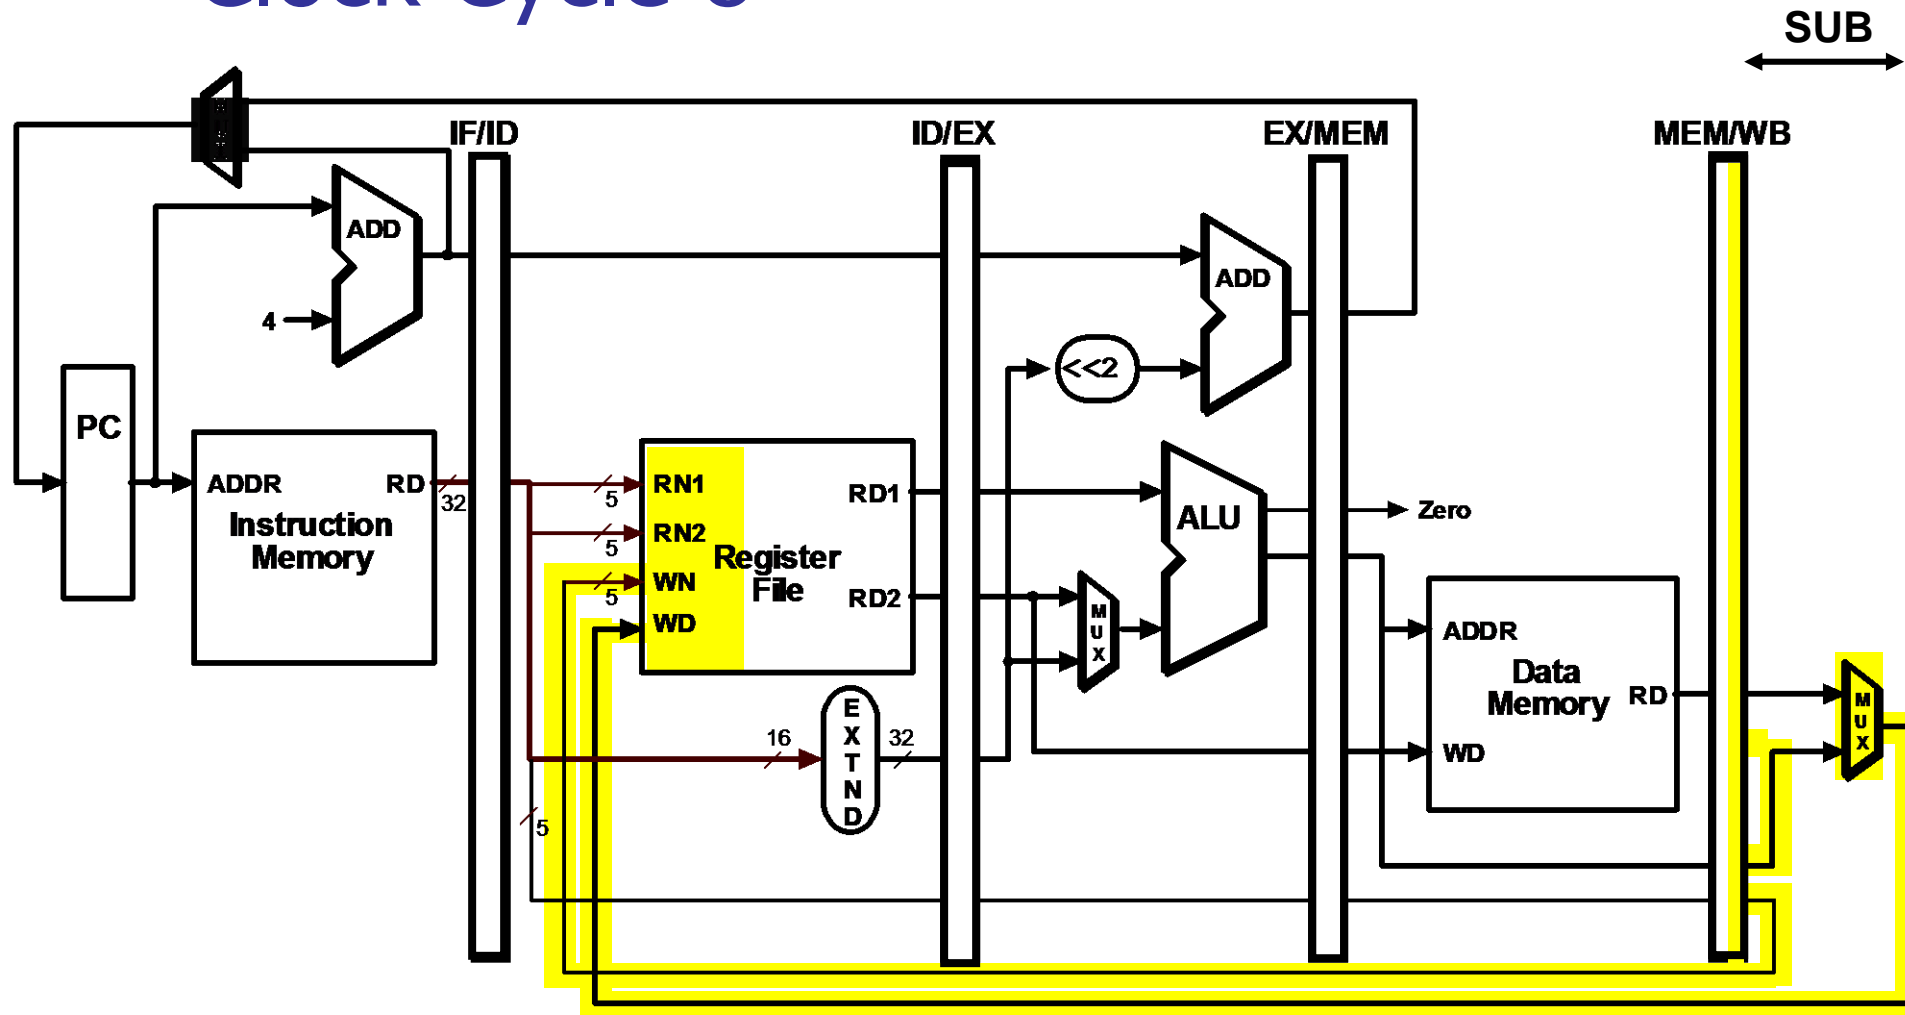 SUB
IF/ID
ID/EX
EX/MEM
MEM/WB
ADD
ADD
4
<<2
PC
ADDR
RD
32
Instruction
Memory
5
RN1
5
RN2
5
WN
WD
Register
File
RD1
RD2
ALU
Zero
M
U
X
ADDR
Data
Memory
RD
WD
M
U
X
16
E
X
T
N
D
32
5